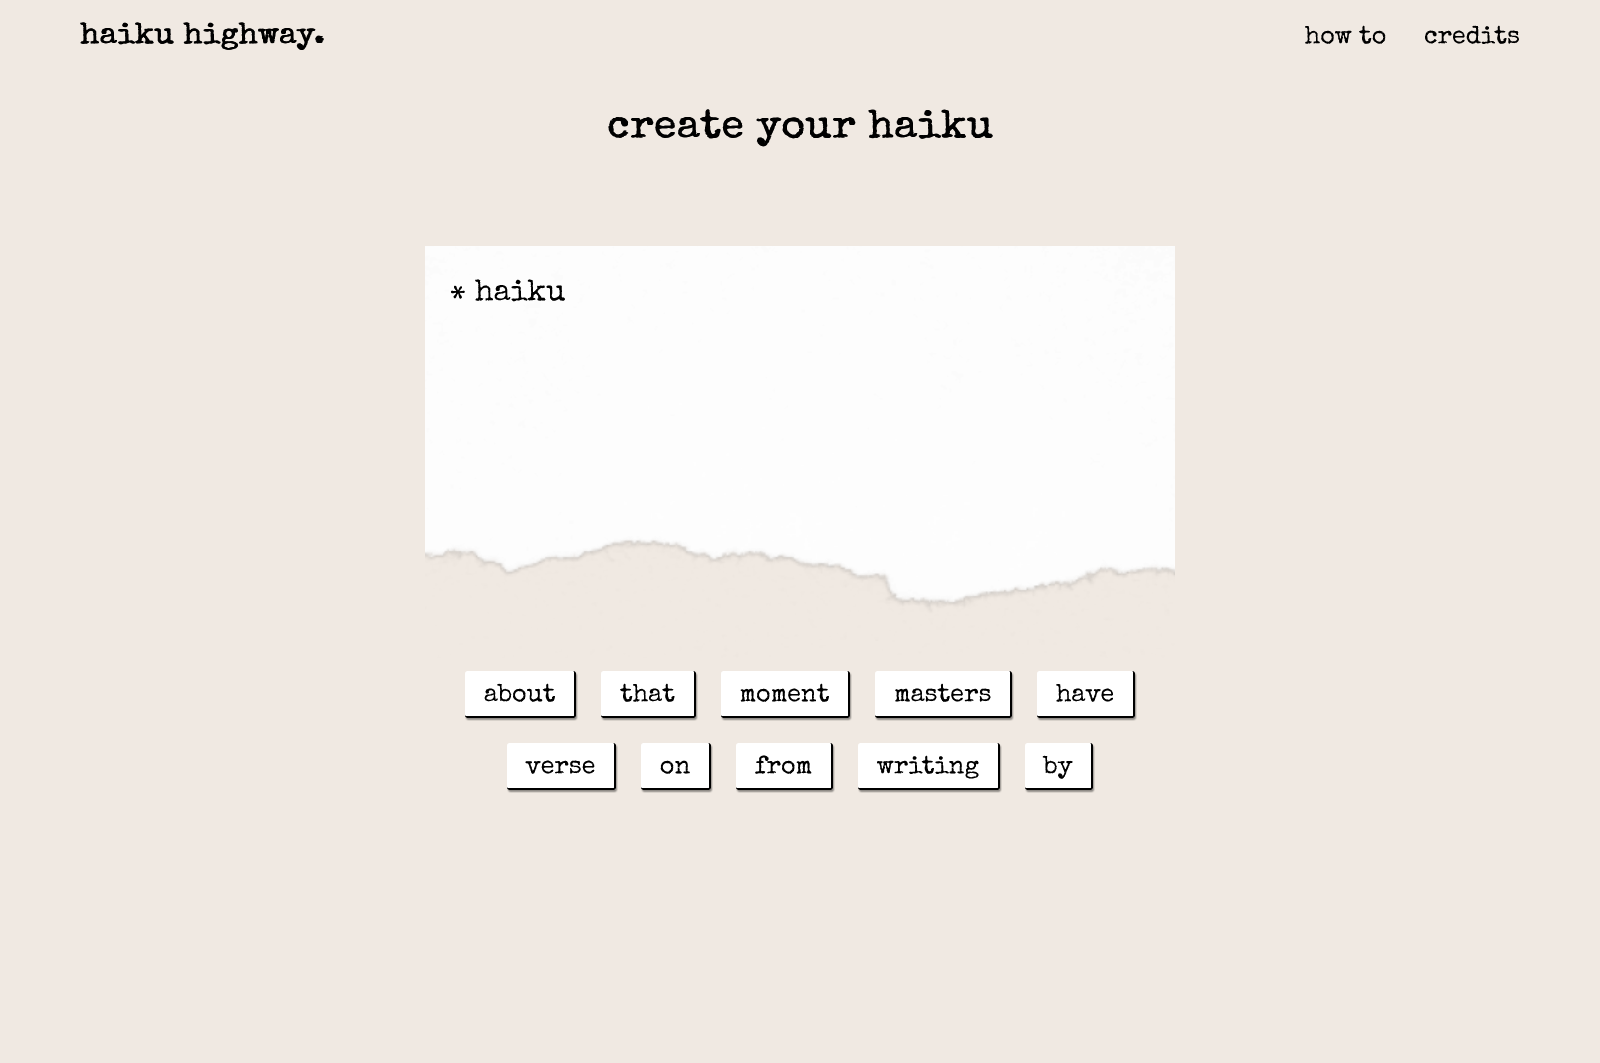 haiku highway.
how to credits
create your haiku
* haiku
about that moment masters have
verse on from writing by